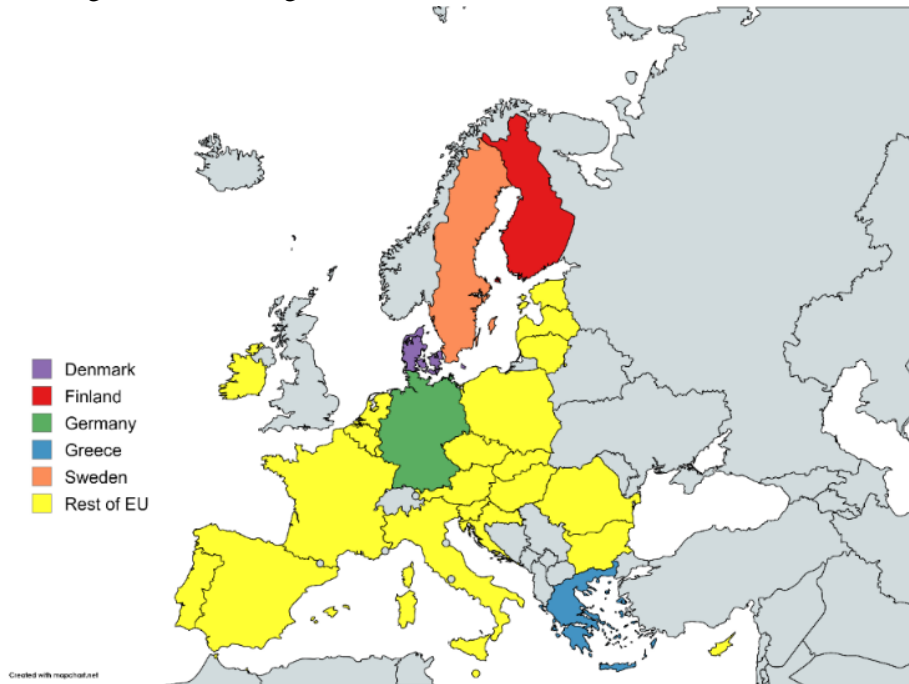 Denmark
Finland
Germany
Greece
Sweden
Rest of EU
Created with mapchart.net